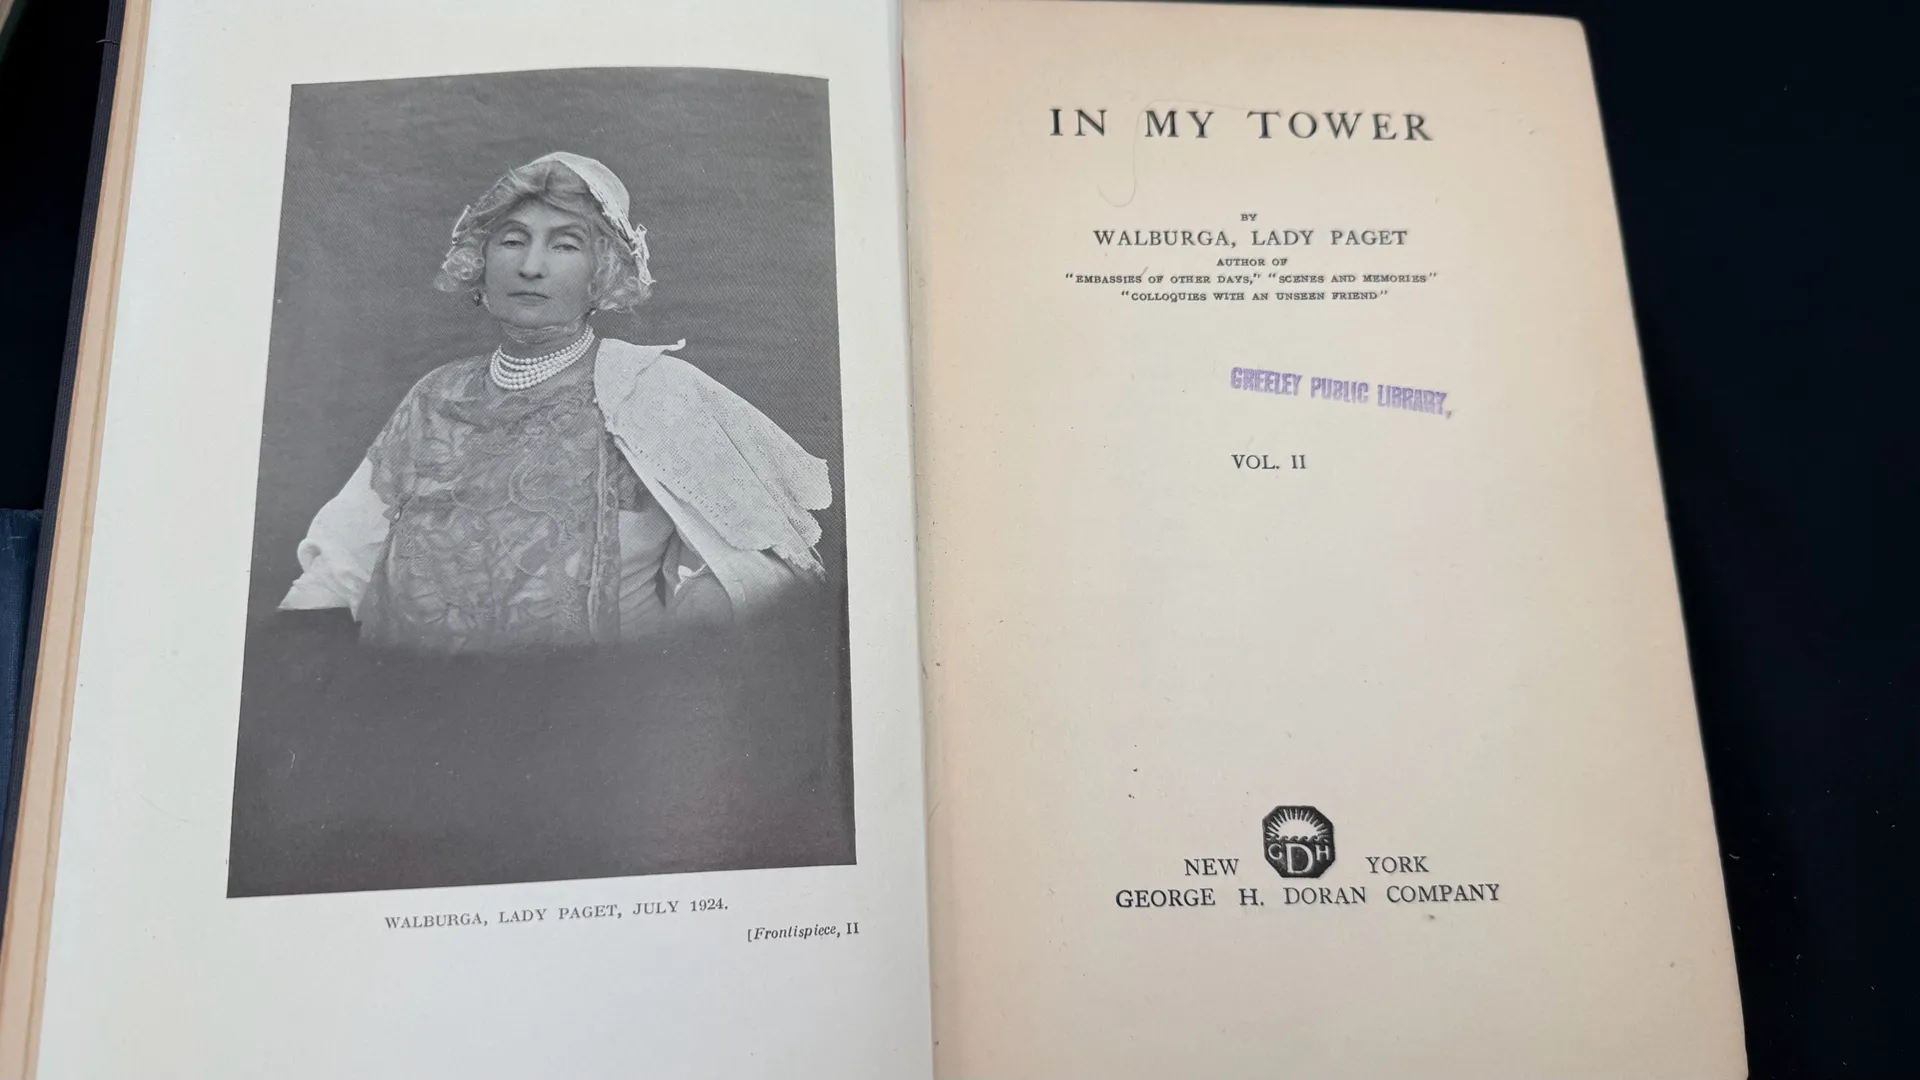 WALBURGA, LADY PAGET, JULY 1924.
[Frontispiece, II
IN MY TOWER
BY
WALBURGA, LADY PAGET
AUTHOR OF
"EMBASSIES OF OTHER DAYS," "SCENES AND MEMORIES"
"COLLOQUIES WITH AN UNSEEN FRIEND"
GREELEY PUBLIC LIBRARY,
VOL. II
GDH
NEW YORK
GEORGE H. DORAN COMPANY